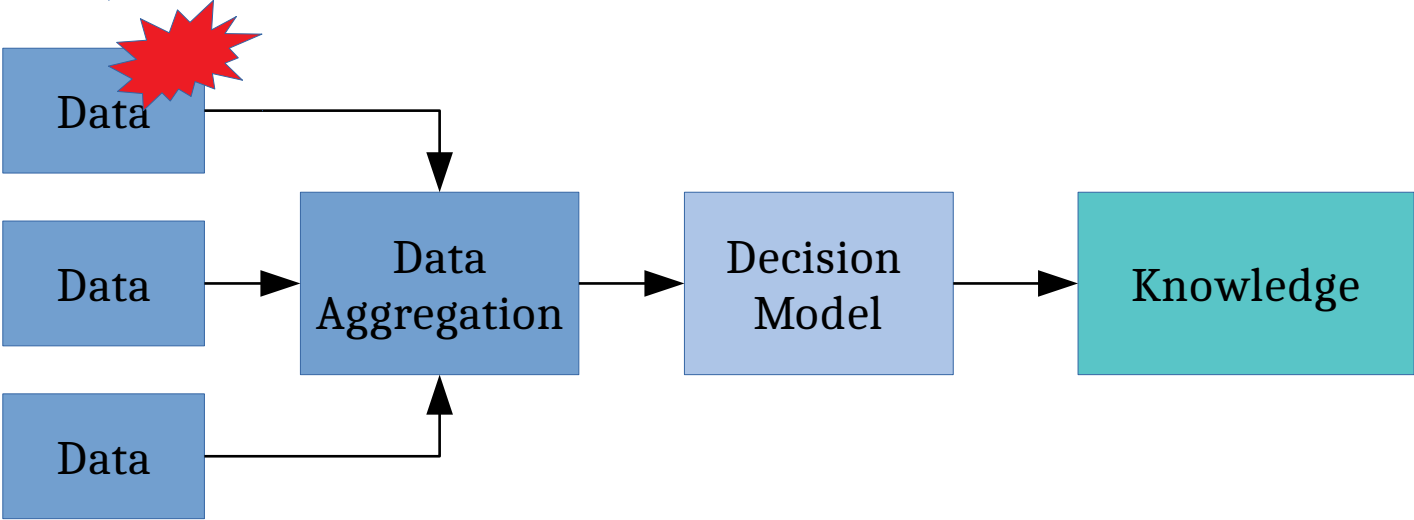 Data
Data
Data
Data
Aggregation
Decision
Model
Knowledge